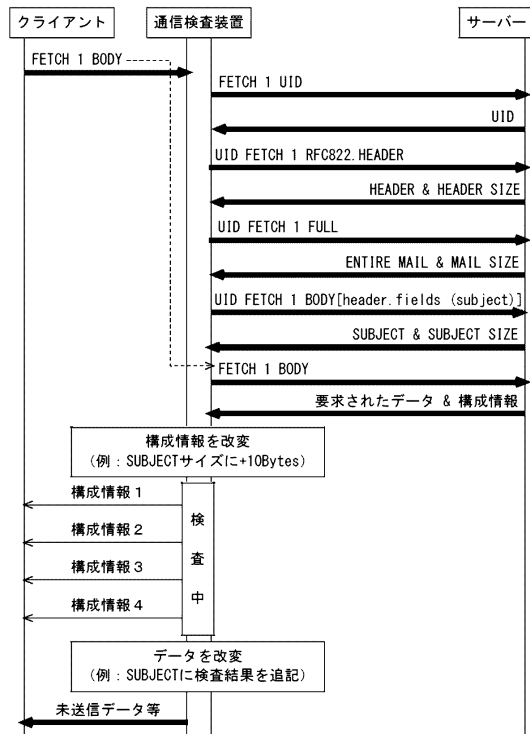 クライアント
通信検査装置
サーバー
FETCH 1 BODY
FETCH 1 UID
UID
UID FETCH 1 RFC822.HEADER
HEADER & HEADER SIZE
UID FETCH 1 FULL
ENTIRE MAIL & MAIL SIZE
UID FETCH 1 BODY[header.fields (subject)]
SUBJECT & SUBJECT SIZE
FETCH 1 BODY
要求されたデータ & 構成情報
構成情報を改変
(例：SUBJECTサイズに+10Bytes)
構成情報１
構成情報２
構成情報３
構成情報４
検査中
データを改変
(例：SUBJECTに検査結果を追記)
未送信データ等